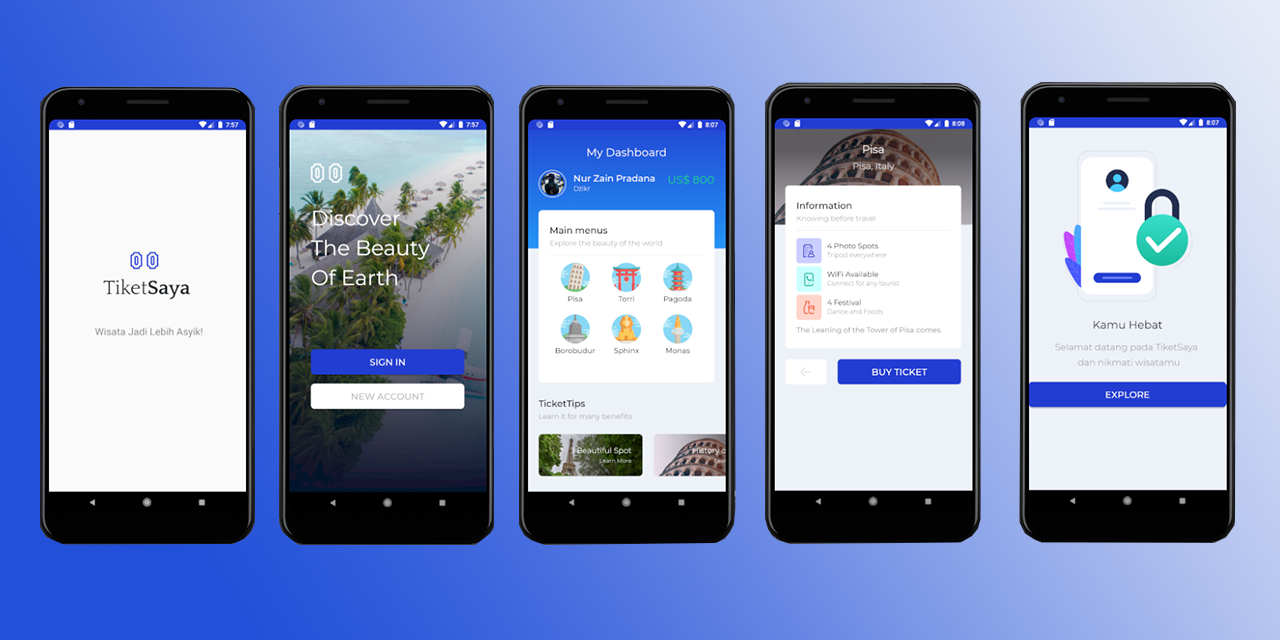 7:57
TiketSaya
Wisata Jadi Lebih Asyik!
7:57
Discover
The Beauty
Of Earth
SIGN IN
NEW ACCOUNT
8:07
My Dashboard
Nur Zain Pradana
US$ 800
Dzikr
Main menus
Explore the beauty of the world
Pisa
Torri
Pagoda
Borobudur
Sphinx
Monas
TicketTips
Learn it for many benefits
3 Beautiful Spot
Learn More
History
8:08
Pisa
Pisa, Italy
Information
Knowing before travel
4 Photo Spots
Tripod everywhere
WiFi Available
Connect for any tourist
4 Festival
Dance and Foods
The Leaning of the Tower of Pisa comes.
BUY TICKET
8:07
Kamu Hebat
Selamat datang pada TiketSaya
dan nikmati wisatamu
EXPLORE